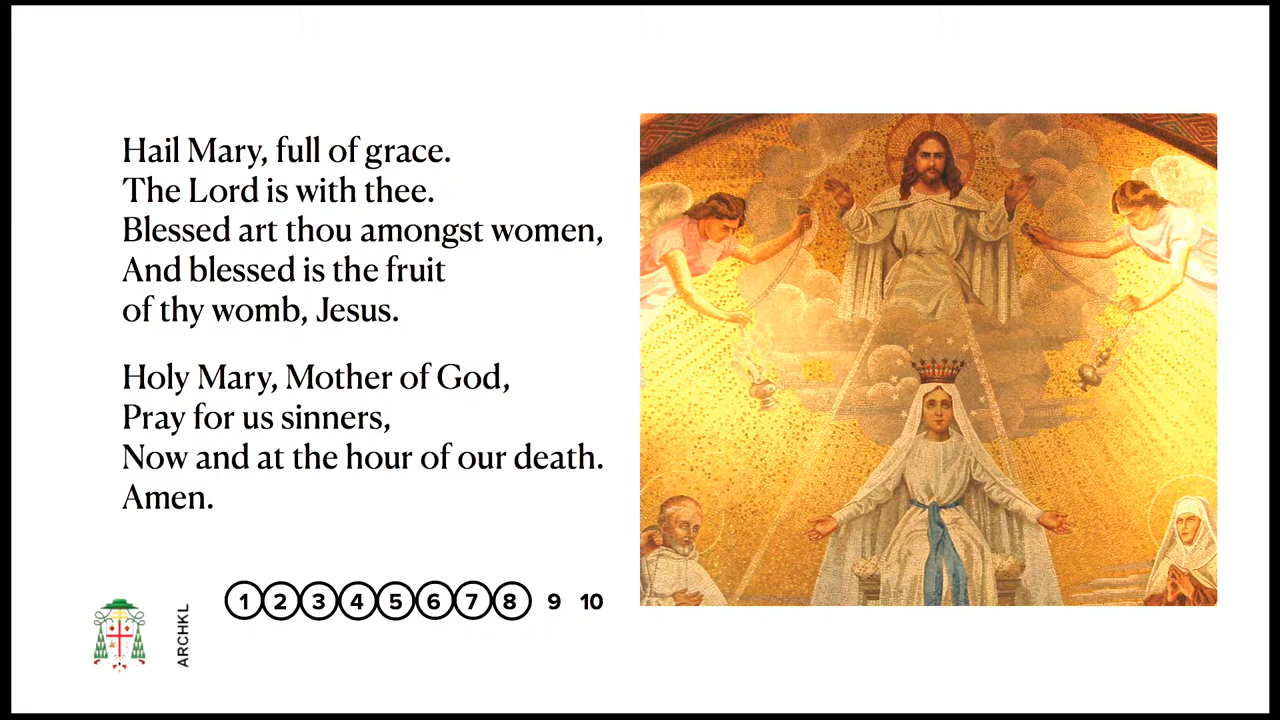 Hail Mary, full of grace.
The Lord is with thee.
Blessed art thou amongst women,
And blessed is the fruit
of thy womb, Jesus.
Holy Mary, Mother of God,
Pray for us sinners,
Now and at the hour of our death.
Amen.
1 2 3 4 5 6 7 8 9 10
ARCHKL